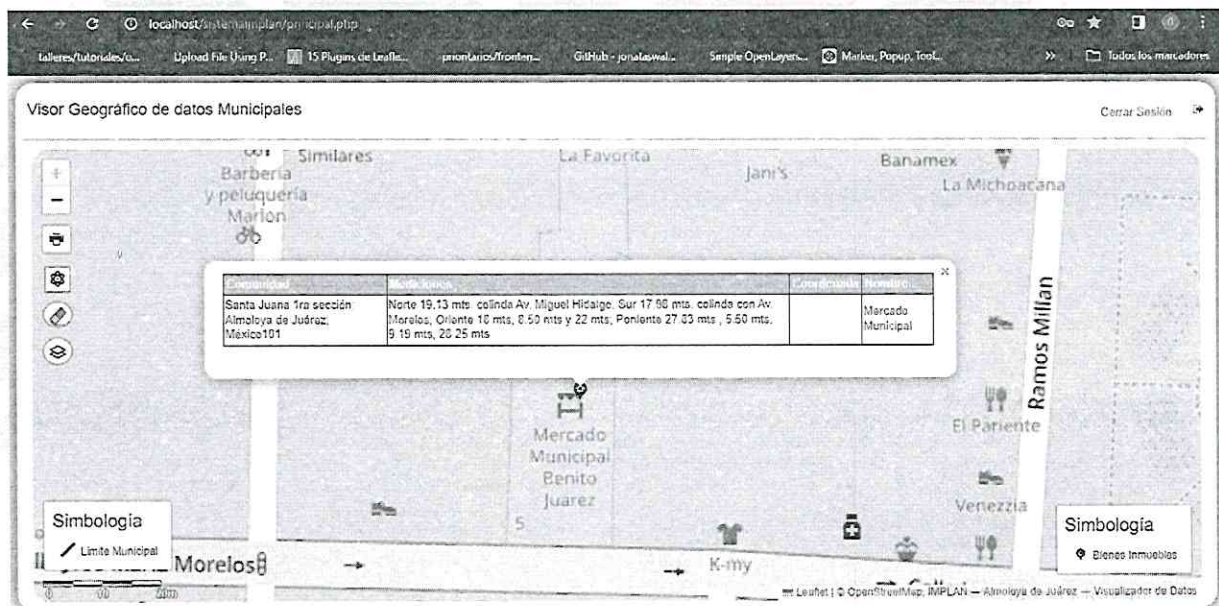 localhost/sistemaimplan/principal.php
talleres/tutoriales/o... Upload File Using P... 15 Plugins de Leafle... priontarios/fronten... GitHub - jonataswal... Simple OpenLayers... Marker, Popup, Tool... » Todos los marcadores
Visor Geográfico de datos Municipales
Cerrar Sesión
Similares
La Favorita
Jani's
Banamex
La Michoacana
Barbería
y peluquería
Marlon
+
−
Comunidad Mediciones Coordenada Nombre
Santa Juana 1ra sección
Almoloya de Juárez,
México101
Norte 19.13 mts. colinda Av. Miguel Hidalgo, Sur 17.98 mts. colinda con Av.
Morelos, Oriente 18 mts, 8.50 mts y 22 mts, Poniente 27.83 mts , 5.50 mts,
9.19 mts, 28.25 mts
Mercado
Municipal
Ramos Millan
El Pariente
Mercado
Municipal
Benito
Juarez
Venezzia
5
Simbología
Limite Municipal
Simbología
Bienes Inmuebles
Morelos
K-my
Leaflet | © OpenStreetMap, IMPLAN — Almoloya de Juárez — Visualizador de Datos